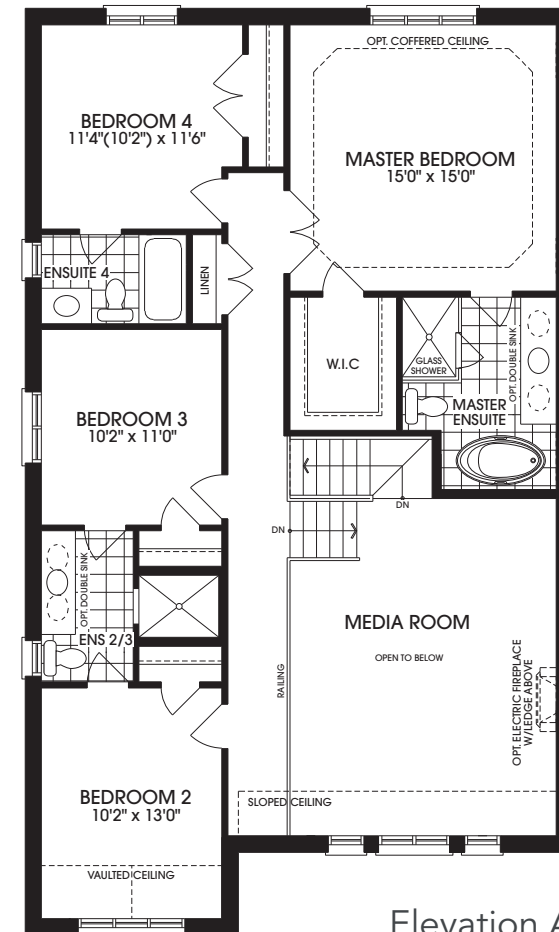 OPT. COFFERED CEILING
BEDROOM 4
11'4"(10'2") x 11'6"
MASTER BEDROOM
15'0" x 15'0"
ENSUITE 4
LINEN
W.I.C
GLASS
SHOWER
OPT. DOUBLE SINK
MASTER
ENSUITE
BEDROOM 3
10'2" x 11'0"
DN
DN
OPT. DOUBLE SINK
ENS 2/3
MEDIA ROOM
OPEN TO BELOW
RAILING
OPT. ELECTRIC FIREPLACE
W/LEDGE ABOVE
BEDROOM 2
10'2" x 13'0"
SLOPED CEILING
VAULTED CEILING
Elevation A